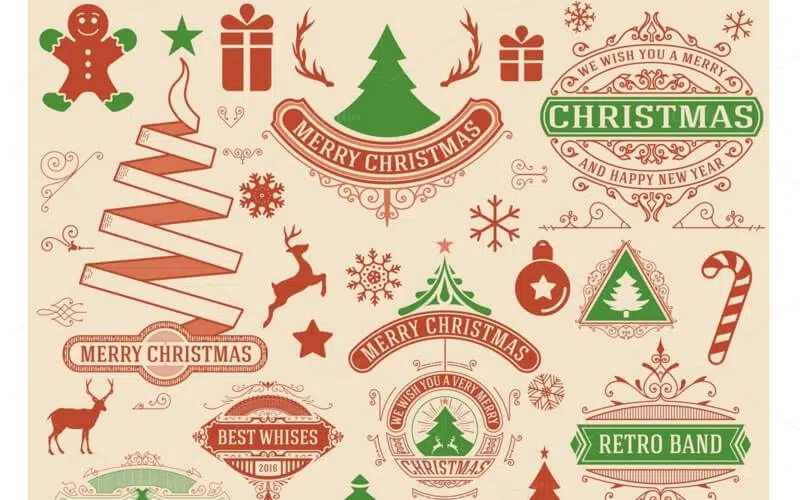 WE WISH YOU A MERRY
CHRISTMAS
AND HAPPY NEW YEAR
MERRY CHRISTMAS
MERRY CHRISTMAS
MERRY CHRISTMAS
WE WISH YOU A VERY MERRY
CHRISTMAS
BEST WHISES
2016
RETRO BAND